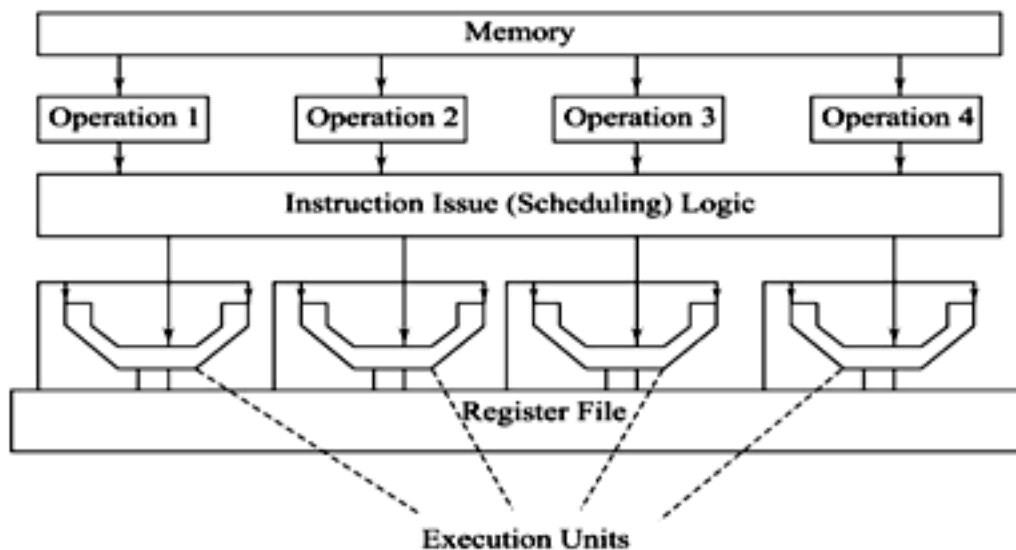 Memory
Operation 1
Operation 2
Operation 3
Operation 4
Instruction Issue (Scheduling) Logic
Register File
Execution Units